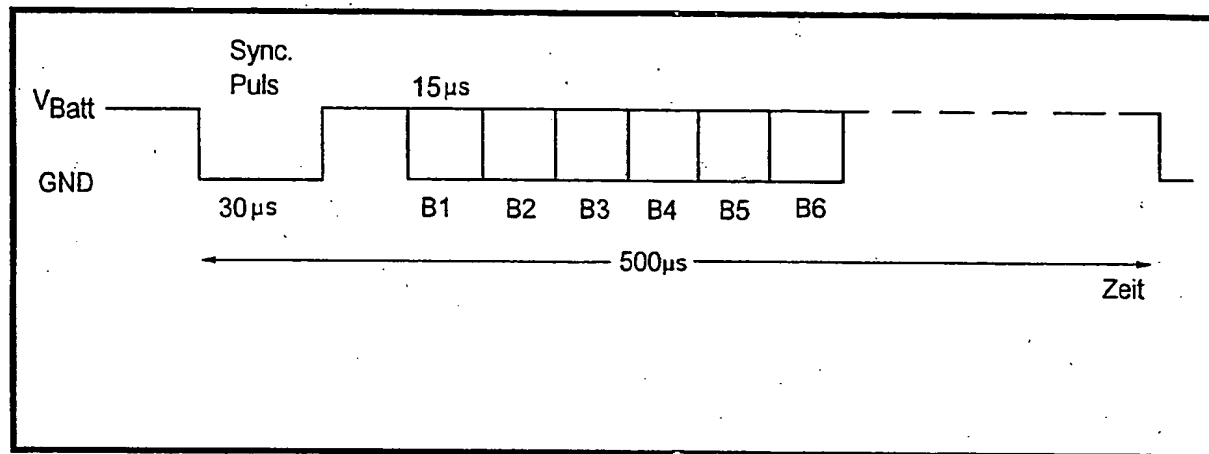 Sync.
Puls
15µs
VBatt
GND
30µs
B1 B2 B3 B4 B5 B6
500µs
Zeit